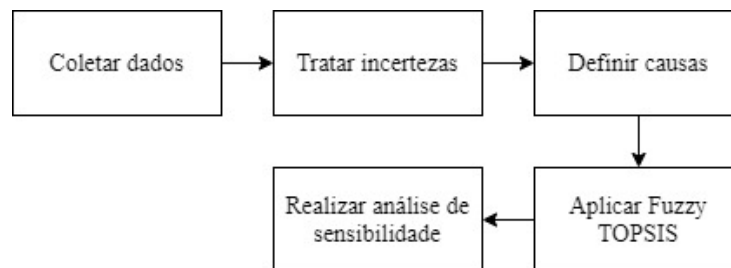 Coletar dados
Tratar incertezas
Definir causas
Aplicar Fuzzy
TOPSIS
Realizar análise de
sensibilidade